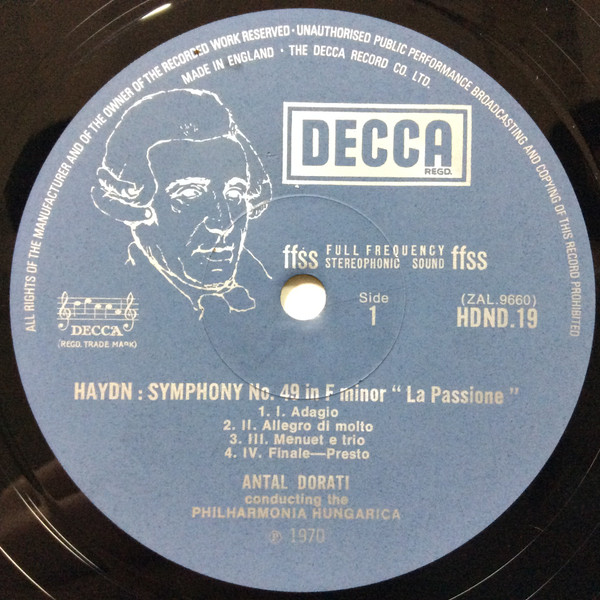 ALL RIGHTS OF THE MANUFACTURER AND OF THE OWNER OF THE RECORDED WORK RESERVED · UNAUTHORISED PUBLIC PERFORMANCE BROADCASTING AND COPYING OF THIS RECORD PROHIBITED
MADE IN ENGLAND · THE DECCA RECORD CO. LTD.
DECCA
REGD.
ffss FULL FREQUENCY STEREOPHONIC SOUND ffss
DECCA
(REGD. TRADE MARK)
Side
1
(ZAL.9660)
HDND.19
HAYDN : SYMPHONY No. 49 in F minor “ La Passione ”
1. I. Adagio
2. II. Allegro di molto
3. III. Menuet e trio
4. IV. Finale—Presto
ANTAL DORATI
conducting the
PHILHARMONIA HUNGARICA
℗ 1970